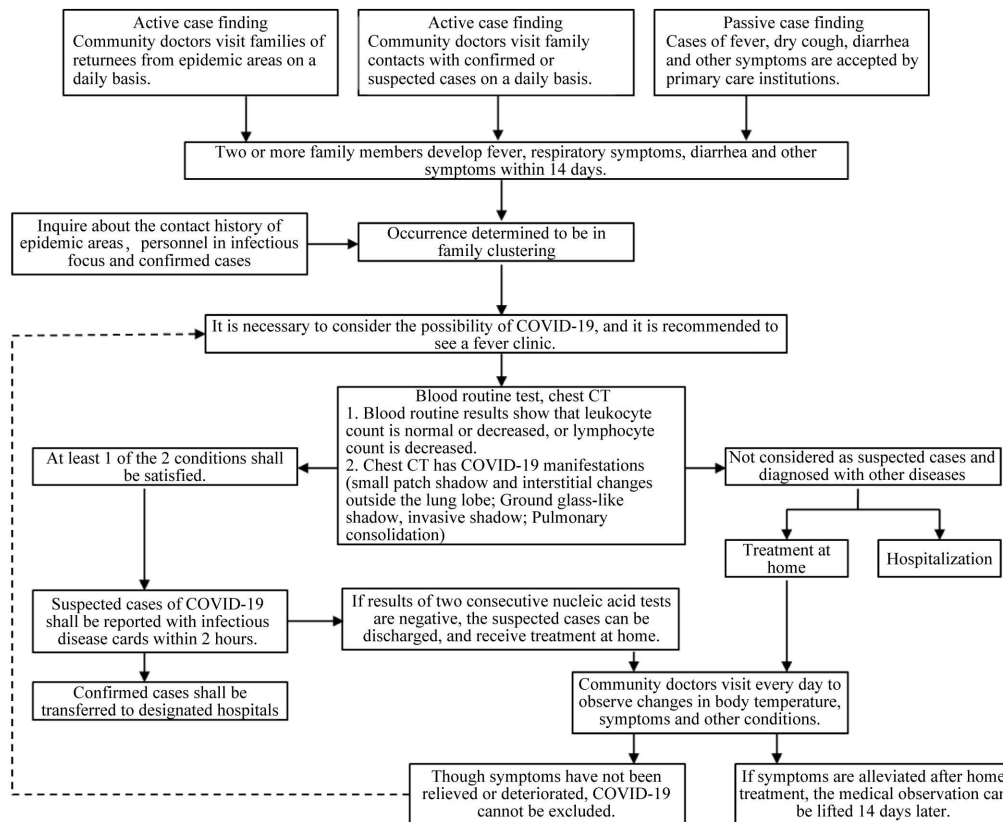 Active case finding
Community doctors visit families of
returnees from epidemic areas on a
daily basis.
Active case finding
Community doctors visit family
contacts with confirmed or
suspected cases on a daily basis.
Passive case finding
Cases of fever, dry cough, diarrhea
and other symptoms are accepted by
primary care institutions.
Two or more family members develop fever, respiratory symptoms, diarrhea and other
symptoms within 14 days.
Inquire about the contact history of
epidemic areas, personnel in infectious
focus and confirmed cases
Occurrence determined to be in
family clustering
It is necessary to consider the possibility of COVID-19, and it is recommended to
see a fever clinic.
Blood routine test, chest CT
1. Blood routine results show that leukocyte
count is normal or decreased, or lymphocyte
count is decreased.
2. Chest CT has COVID-19 manifestations
(small patch shadow and interstitial changes
outside the lung lobe; Ground glass-like
shadow, invasive shadow; Pulmonary
consolidation)
At least 1 of the 2 conditions shall
be satisfied.
Not considered as suspected cases and
diagnosed with other diseases
Treatment at
home
Hospitalization
Suspected cases of COVID-19
shall be reported with infectious
disease cards within 2 hours.
If results of two consecutive nucleic acid tests
are negative, the suspected cases can be
discharged, and receive treatment at home.
Confirmed cases shall be
transferred to designated hospitals
Community doctors visit every day to
observe changes in body temperature,
symptoms and other conditions.
Though symptoms have not been
relieved or deteriorated, COVID-19
cannot be excluded.
If symptoms are alleviated after home
treatment, the medical observation can
be lifted 14 days later.